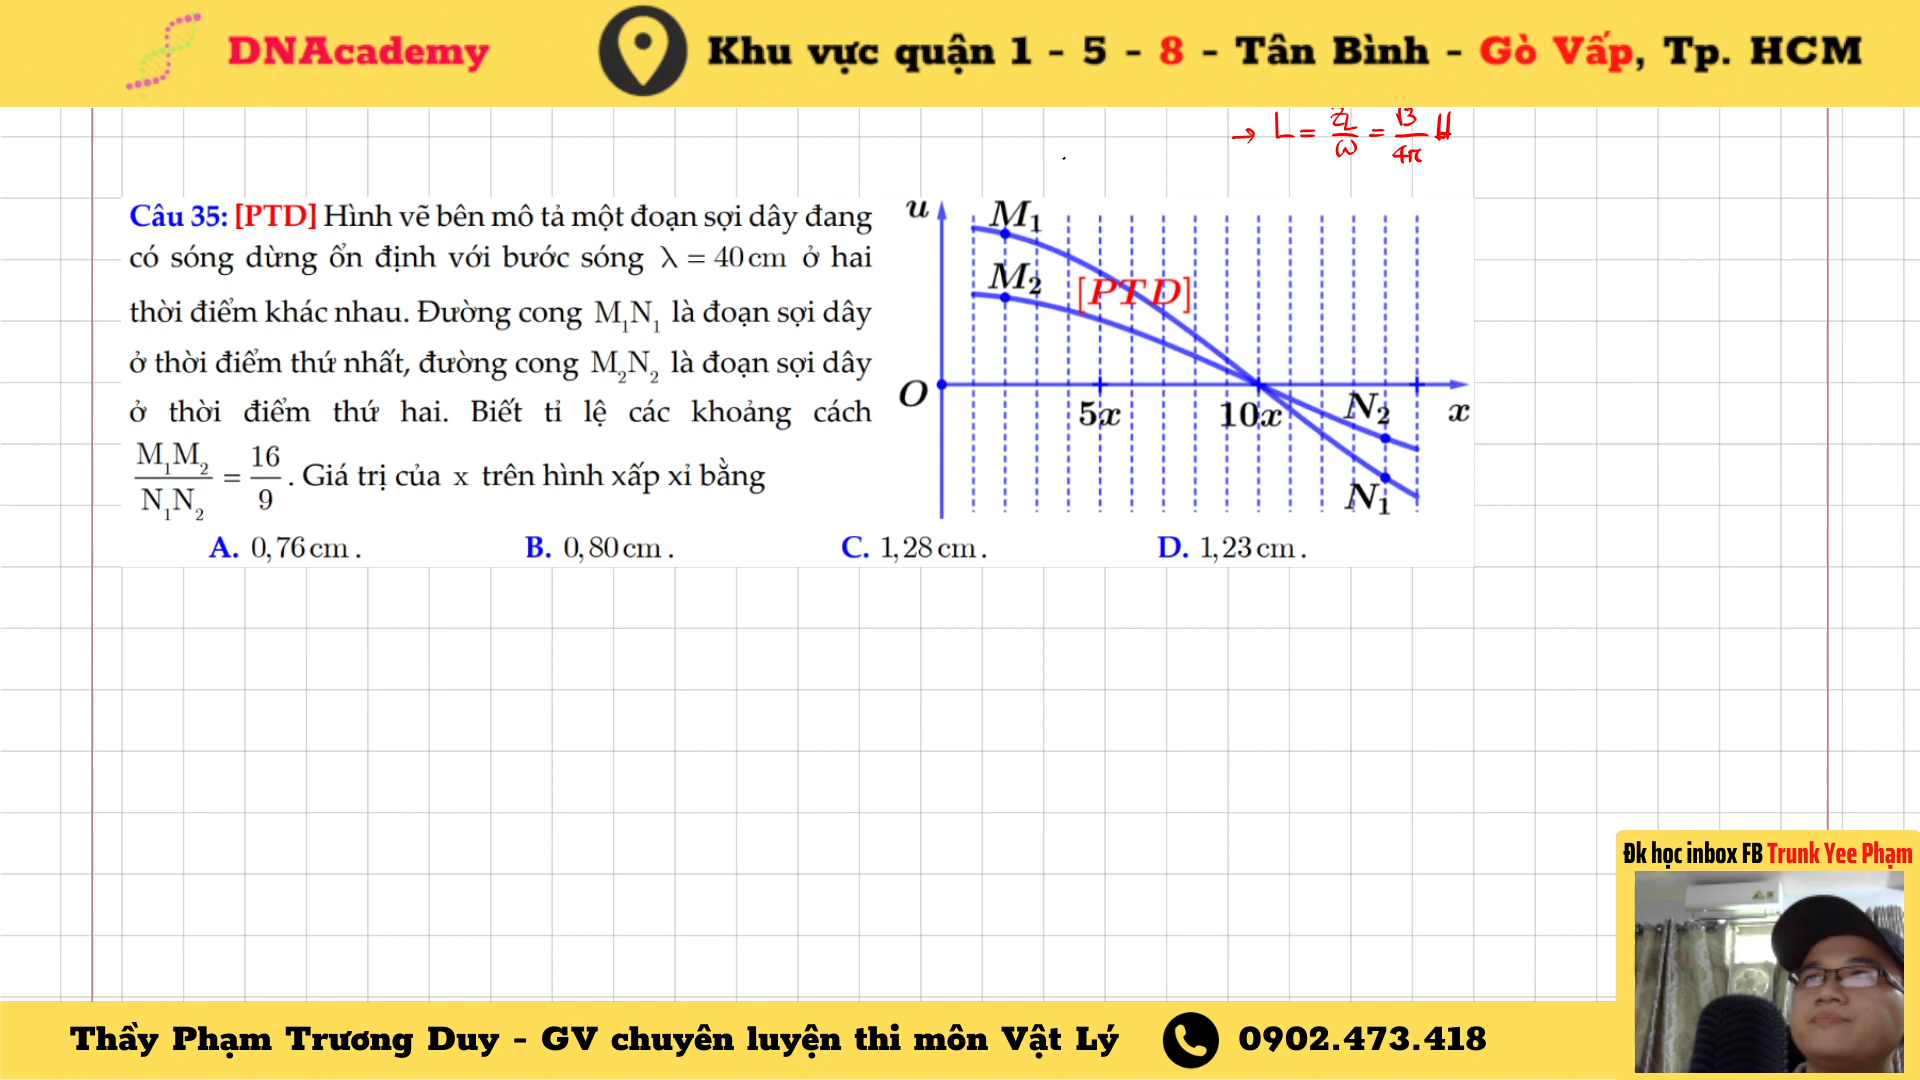 DNAcademy
Khu vực quận 1 - 5 - 8 - Tân Bình - Gò Vấp, Tp. HCM
→ L = ZL/ω = √3/4π H
Câu 35: [PTD] Hình vẽ bên mô tả một đoạn sợi dây đang
có sóng dừng ổn định với bước sóng λ = 40 cm ở hai
thời điểm khác nhau. Đường cong M₁N₁ là đoạn sợi dây
ở thời điểm thứ nhất, đường cong M₂N₂ là đoạn sợi dây
ở thời điểm thứ hai. Biết tỉ lệ các khoảng cách
M₁M₂/N₁N₂ = 16/9. Giá trị của x trên hình xấp xỉ bằng
u
M₁
M₂
[PTD]
O
5x
10x
N₂
x
N₁
A. 0,76 cm.
B. 0,80 cm.
C. 1,28 cm.
D. 1,23 cm.
Đk học inbox FB Trunk Yee Phạm
Thầy Phạm Trương Duy - GV chuyên luyện thi môn Vật Lý
0902.473.418